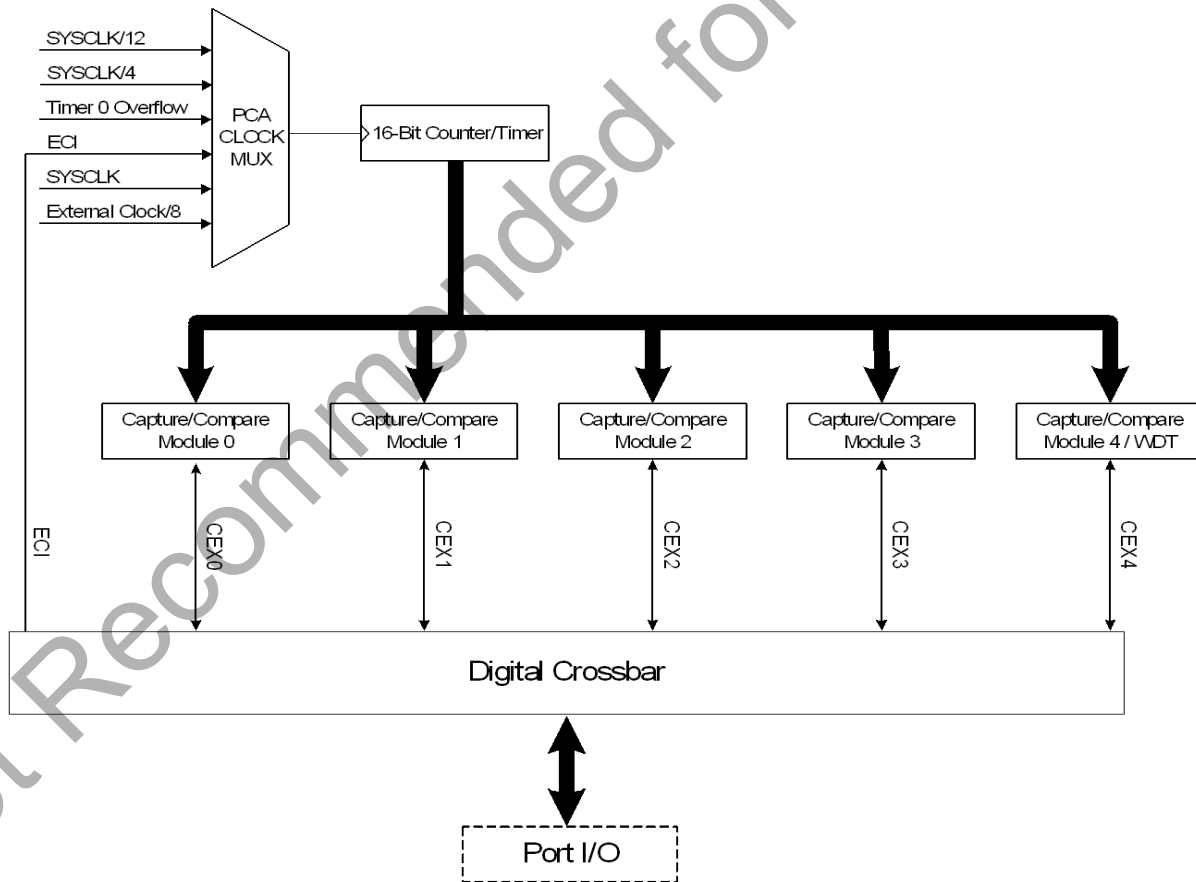 SYSCLK/12
SYSCLK/4
Timer 0 Overflow
ECI
SYSCLK
External Clock/8
PCA
CLOCK
MUX
16-Bit Counter/Timer
Capture/Compare
Module 0
Capture/Compare
Module 1
Capture/Compare
Module 2
Capture/Compare
Module 3
Capture/Compare
Module 4 / WDT
ECI
CEX0
CEX1
CEX2
CEX3
CEX4
Digital Crossbar
Port I/O
Recommended for